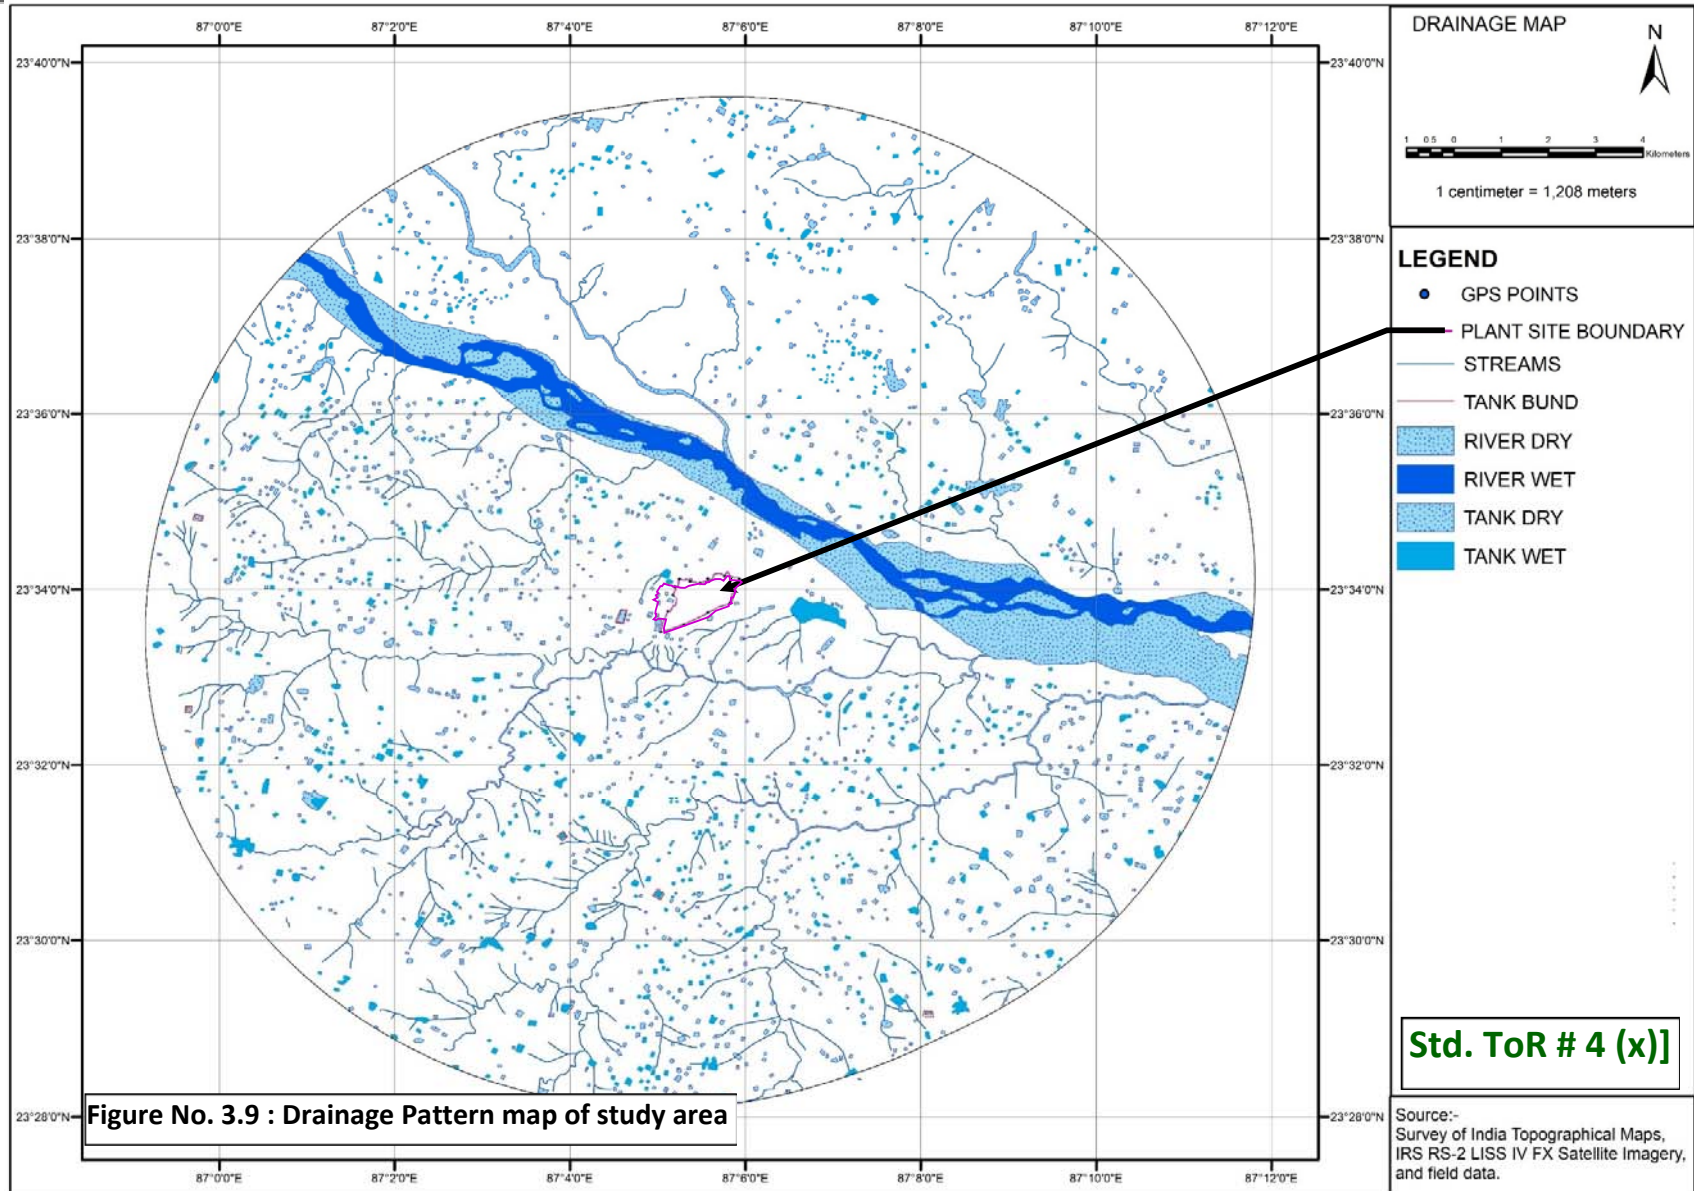 87°0'0"E
87°2'0"E
87°4'0"E
87°6'0"E
87°8'0"E
87°10'0"E
87°12'0"E
23°40'0"N
23°40'0"N
23°38'0"N
23°38'0"N
23°36'0"N
23°36'0"N
23°34'0"N
23°34'0"N
23°32'0"N
23°32'0"N
23°30'0"N
23°30'0"N
23°28'0"N
23°28'0"N
Figure No. 3.9 : Drainage Pattern map of study area
87°0'0"E
87°2'0"E
87°4'0"E
87°6'0"E
87°8'0"E
87°10'0"E
87°12'0"E
DRAINAGE MAP
N
1 0.5 0 1 2 3 4
Kilometers
1 centimeter = 1,208 meters
LEGEND
GPS POINTS
PLANT SITE BOUNDARY
STREAMS
TANK BUND
RIVER DRY
RIVER WET
TANK DRY
TANK WET
Std. ToR # 4 (x)]
Source:-
Survey of India Topographical Maps,
IRS RS-2 LISS IV FX Satellite Imagery,
and field data.